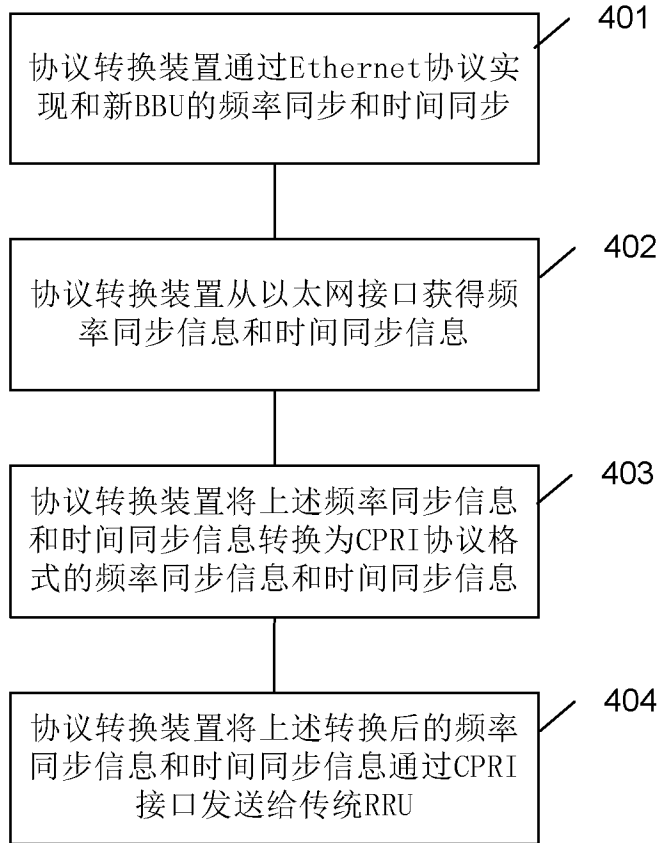 401
协议转换装置通过Ethernet协议实
现和新BBU的频率同步和时间同步
402
协议转换装置从以太网接口获得频
率同步信息和时间同步信息
403
协议转换装置将上述频率同步信息
和时间同步信息转换为CPRI协议格
式的频率同步信息和时间同步信息
404
协议转换装置将上述转换后的频率
同步信息和时间同步信息通过CPRI
接口发送给传统RRU